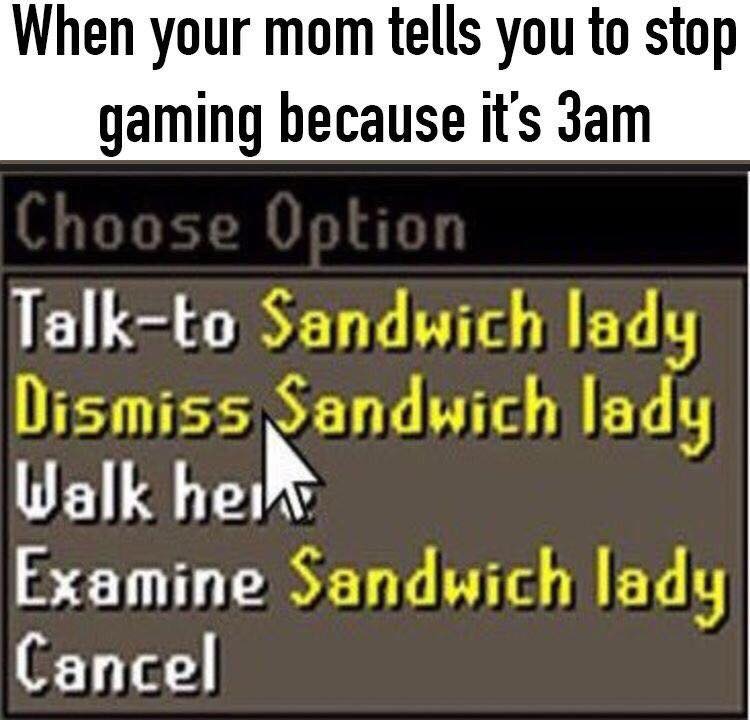 When your mom tells you to stop
gaming because it's 3am
Choose Option
Talk-to Sandwich lady
Dismiss Sandwich lady
Walk here
Examine Sandwich lady
Cancel